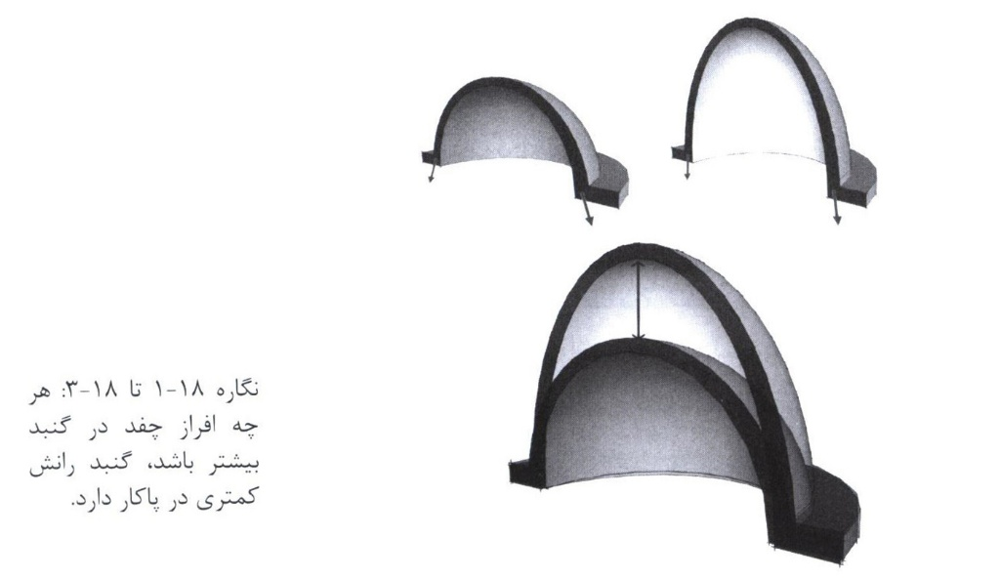 نگاره ۱۸-۱ تا ۱۸-۳: هر
چه افراز چفد در گنبد
بیشتر باشد، گنبد رانش
کمتری در پاکار دارد.